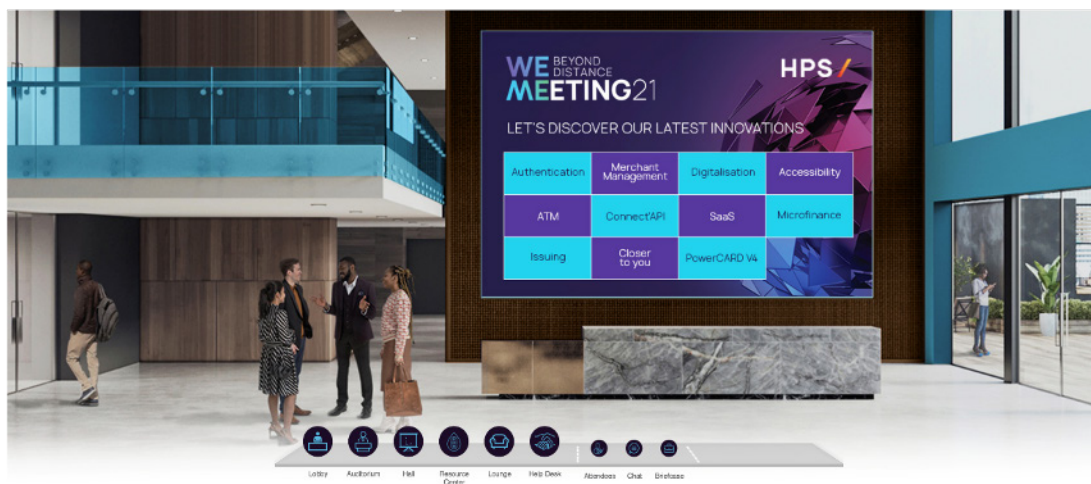 WE BEYOND
DISTANCE
MEETING21
HPS/
LET'S DISCOVER OUR LATEST INNOVATIONS
Authentication
Merchant
Management
Digitalisation
Accessibility
ATM
Connect'API
SaaS
Microfinance
Issuing
Closer
to you
PowerCARD V4
Lobby
Auditorium
Hall
Resource
Center
Lounge
Help Desk
Attendees
Chat
Briefcase